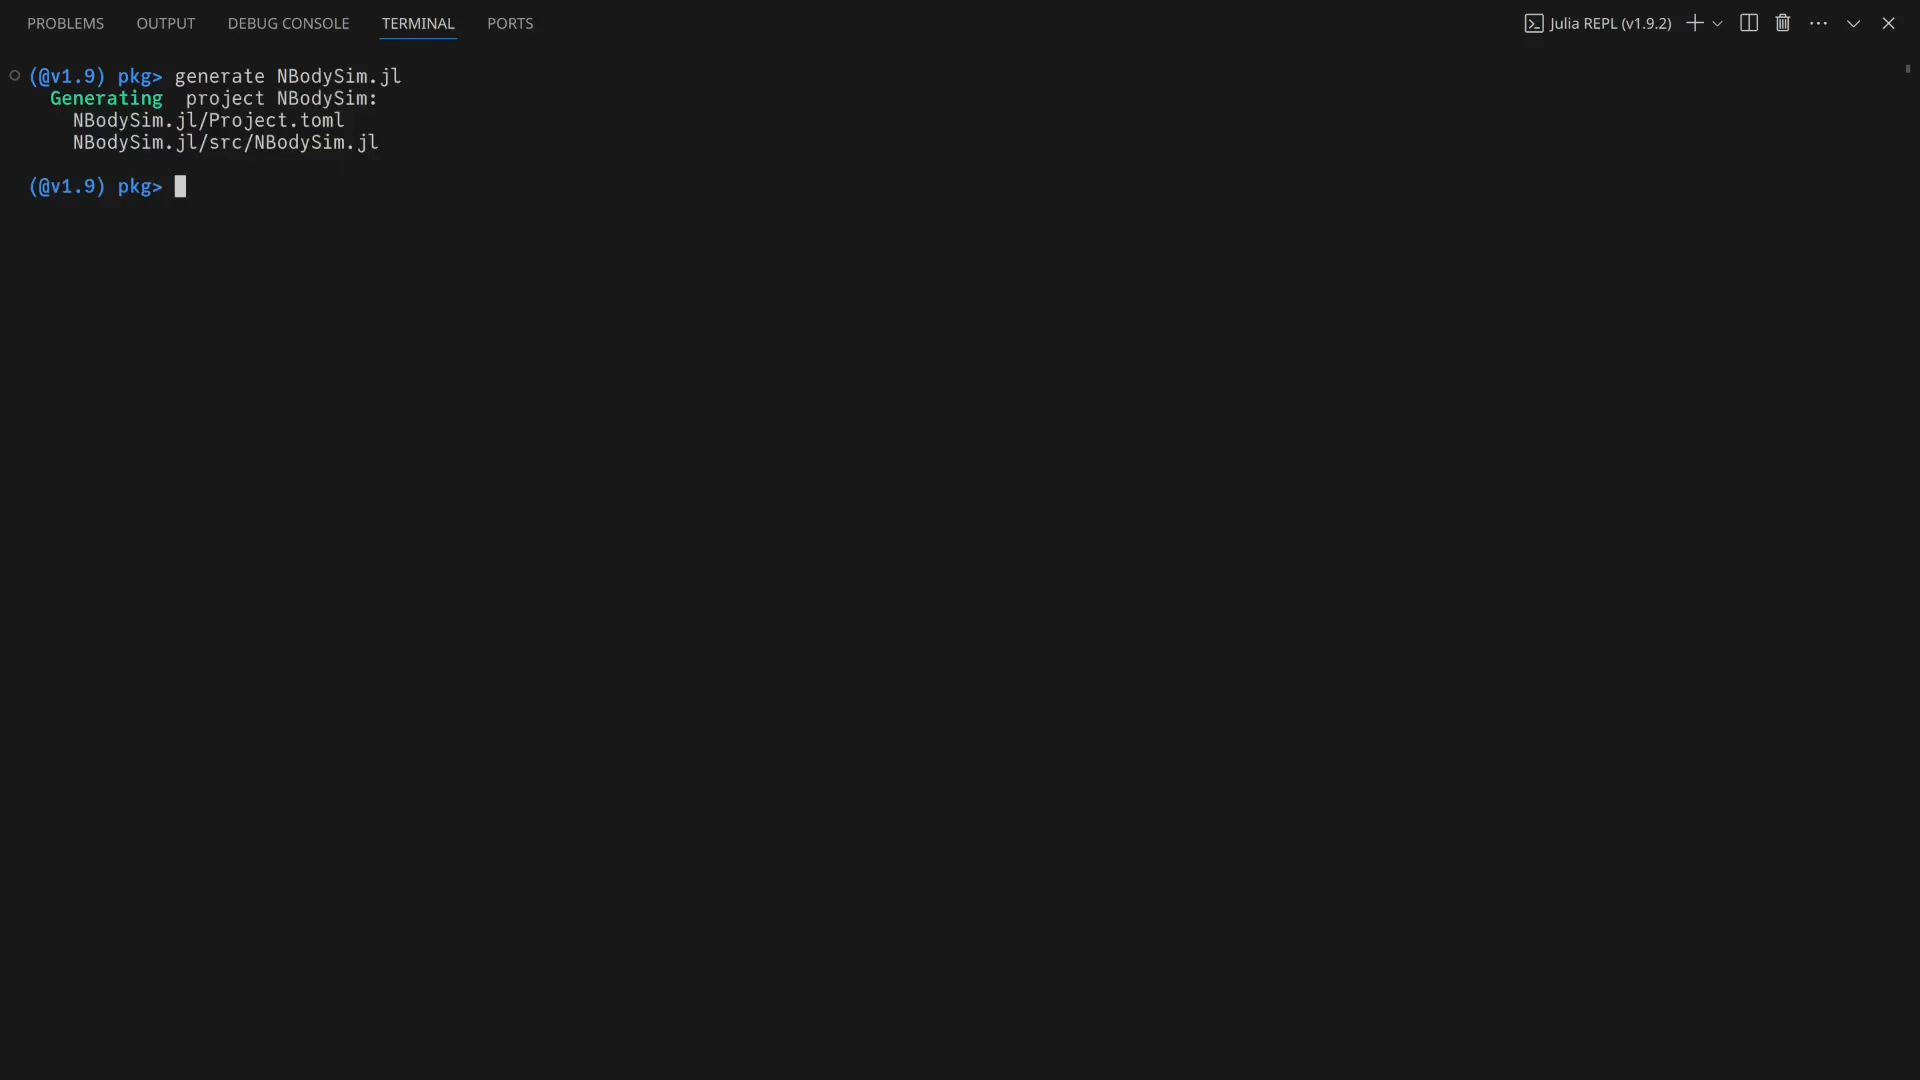 PROBLEMS OUTPUT DEBUG CONSOLE TERMINAL PORTS Julia REPL (v1.9.2)
(@v1.9) pkg> generate NBodySim.jl
Generating project NBodySim:
NBodySim.jl/Project.toml
NBodySim.jl/src/NBodySim.jl
(@v1.9) pkg>